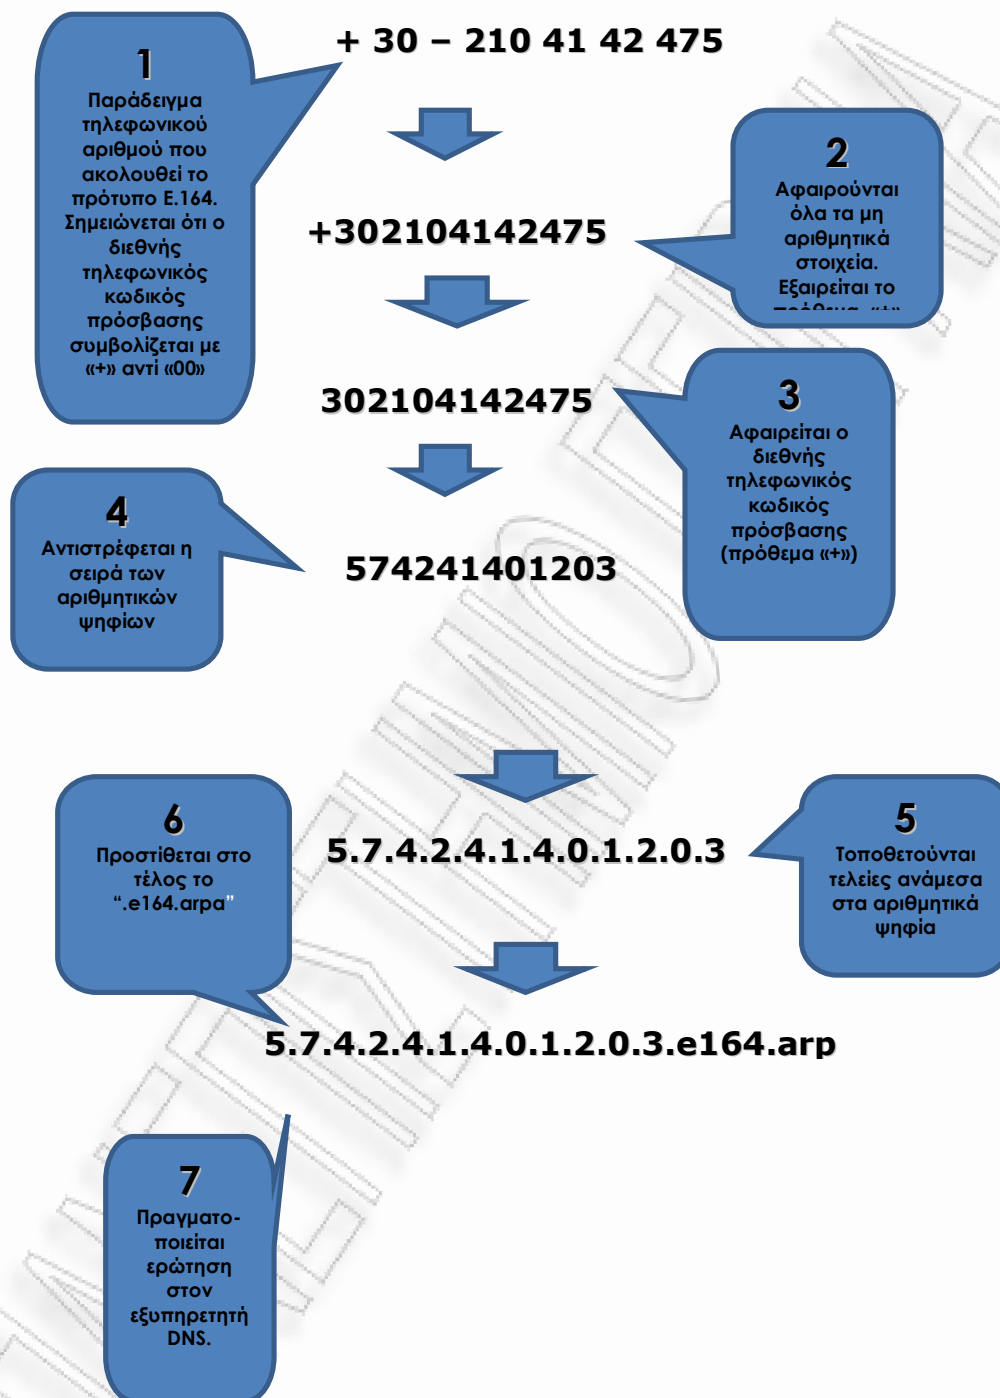 + 30 – 210 41 42 475
1
Παράδειγμα
τηλεφωνικού
αριθμού που
ακολουθεί το
πρότυπο Ε.164.
Σημειώνεται ότι ο
διεθνής
τηλεφωνικός
κωδικός
πρόσβασης
συμβολίζεται με
«+» αντί «00»
+302104142475
2
Αφαιρούνται
όλα τα μη
αριθμητικά
στοιχεία.
Εξαιρείται το
πρόθεμα «+»
302104142475
3
Αφαιρείται ο
διεθνής
τηλεφωνικός
κωδικός
πρόσβασης
(πρόθεμα «+»)
4
Αντιστρέφεται η
σειρά των
αριθμητικών
ψηφίων
574241401203
5.7.4.2.4.1.4.0.1.2.0.3
5
Τοποθετούνται
τελείες ανάμεσα
στα αριθμητικά
ψηφία
6
Προστίθεται στο
τέλος το
“.e164.arpa”
5.7.4.2.4.1.4.0.1.2.0.3.e164.arp
7
Πραγματο-
ποιείται
ερώτηση
στον
εξυπηρετητή
DNS.